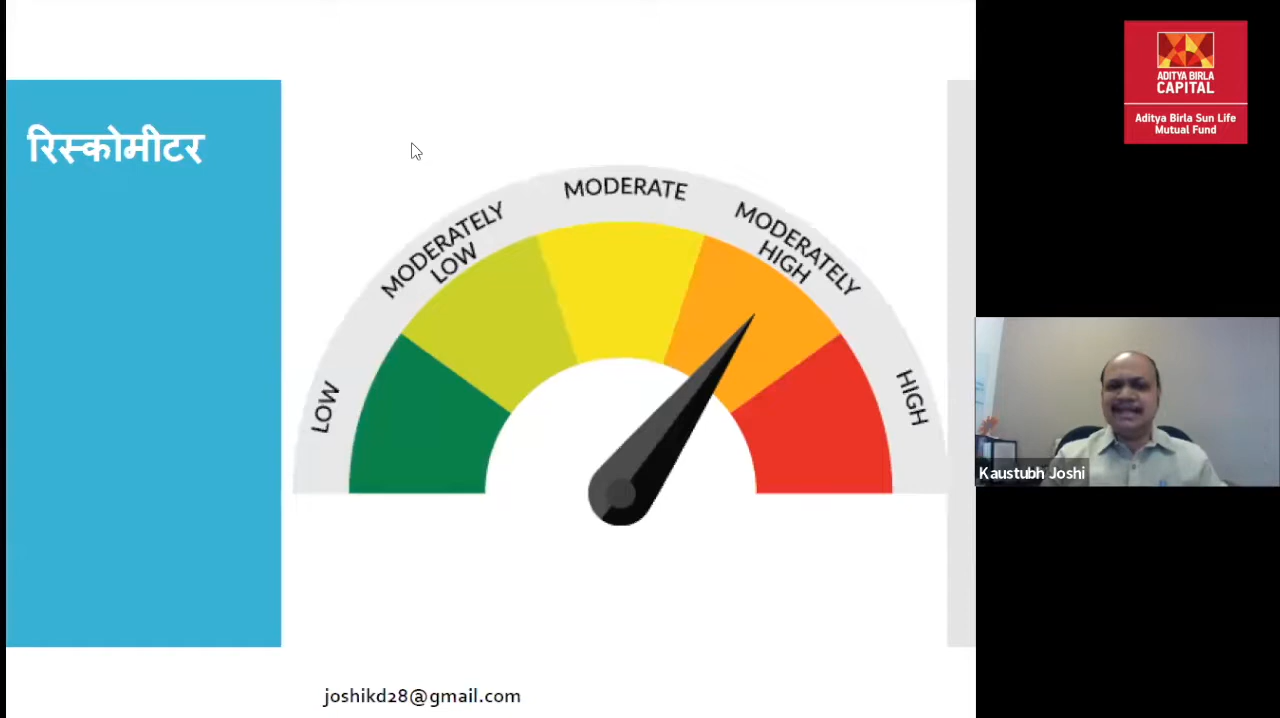 रिस्कोमीटर
LOW
MODERATELY
LOW
MODERATE
MODERATELY
HIGH
HIGH
joshikd28@gmail.com
ADITYA BIRLA
CAPITAL
Aditya Birla Sun Life
Mutual Fund
Kaustubh Joshi